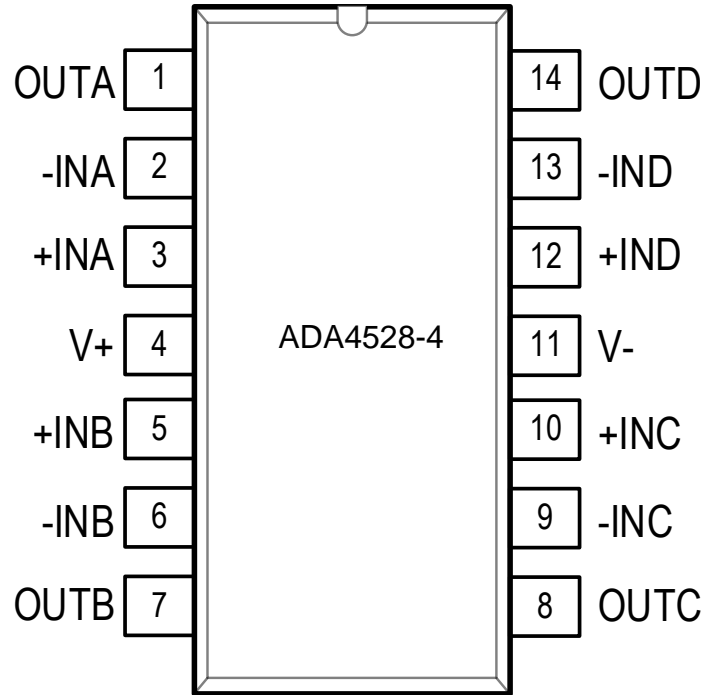 OUTA 1 14 OUTD
-INA 2 13 -IND
+INA 3 12 +IND
V+ 4 ADA4528-4 11 V-
+INB 5 10 +INC
-INB 6 9 -INC
OUTB 7 8 OUTC